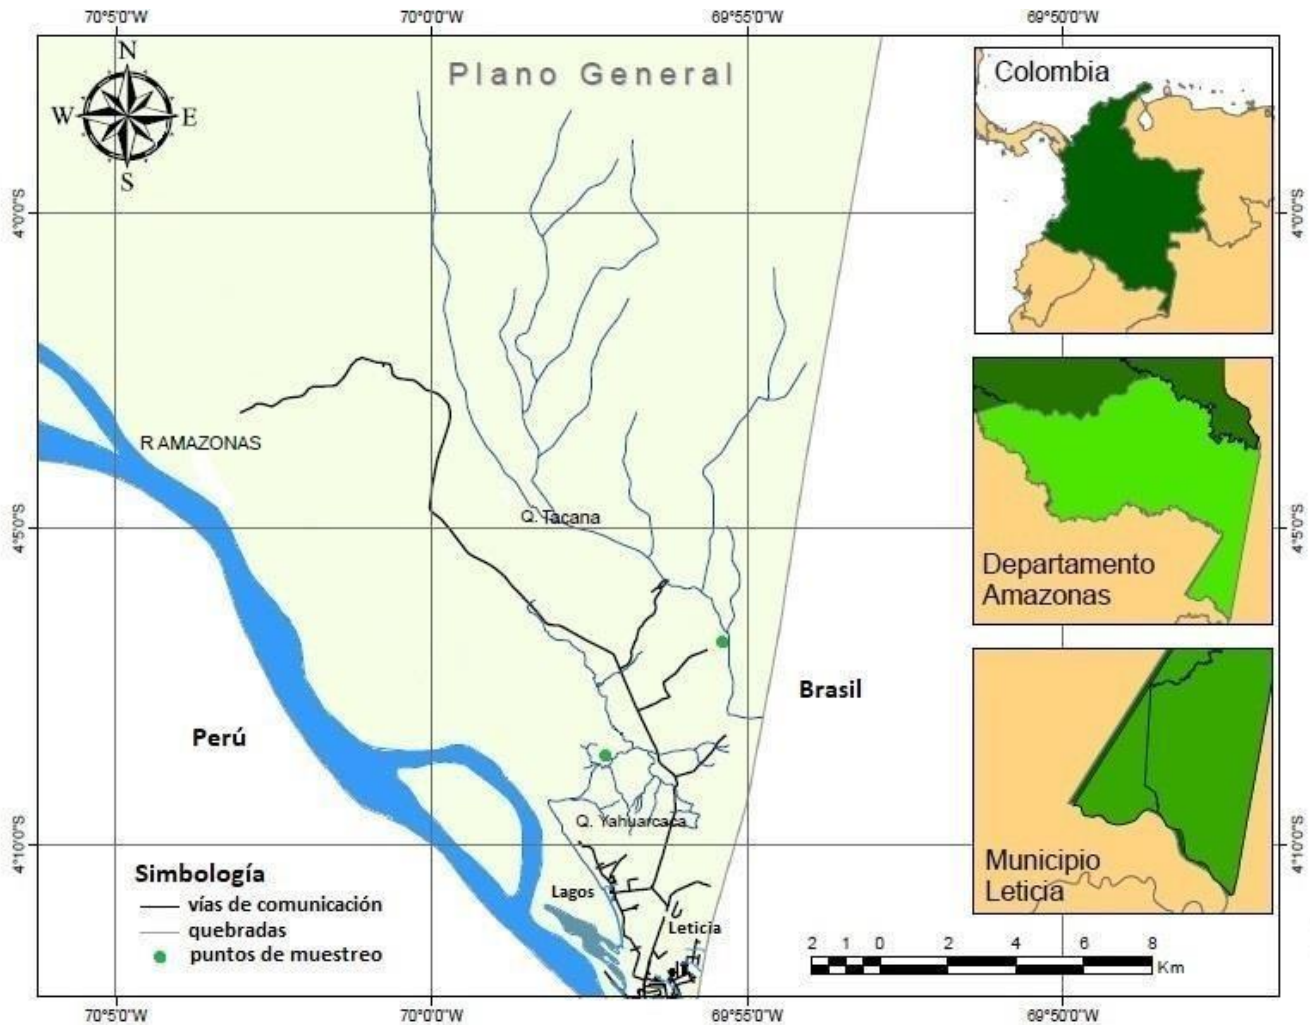 70°5'0"W 70°0'0"W 69°55'0"W 69°50'0"W
Plano General
N
W E
S
4°0'0"S
4°5'0"S
4°10'0"S
R AMAZONAS
Q. Tacana
Perú
Brasil
Q. Yahuarcaca
Lagos
Leticia
Simbología
vías de comunicación
quebradas
puntos de muestreo
Colombia
Departamento
Amazonas
Municipio
Leticia
4°0'0"S
4°5'0"S
4°10'0"S
2 1 0 2 4 6 8
Km
70°5'0"W 70°0'0"W 69°55'0"W 69°50'0"W